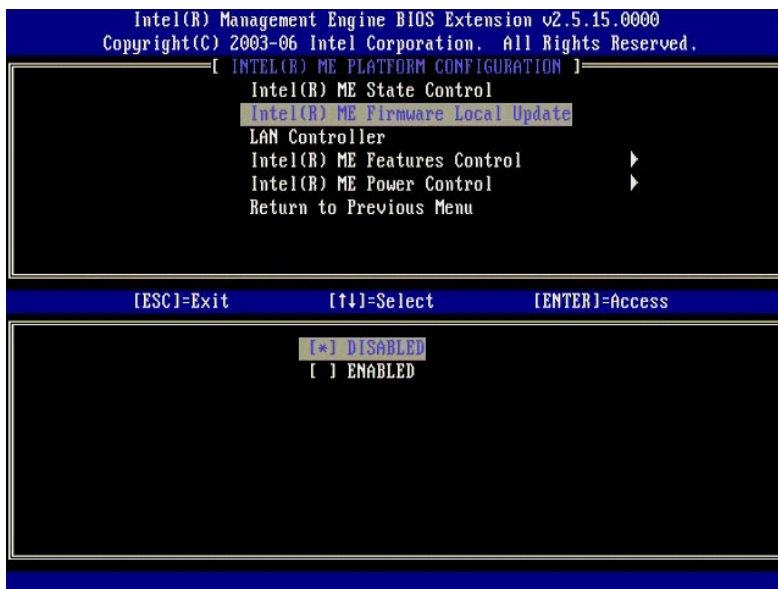 Intel(R) Management Engine BIOS Extension v2.5.15.0000
Copyright(C) 2003-06 Intel Corporation. All Rights Reserved.
[ INTEL(R) ME PLATFORM CONFIGURATION ]
Intel(R) ME State Control
Intel(R) ME Firmware Local Update
LAN Controller
Intel(R) ME Features Control ▶
Intel(R) ME Power Control ▶
Return to Previous Menu
[ESC]=Exit [↑↓]=Select [ENTER]=Access
[*] DISABLED
[ ] ENABLED